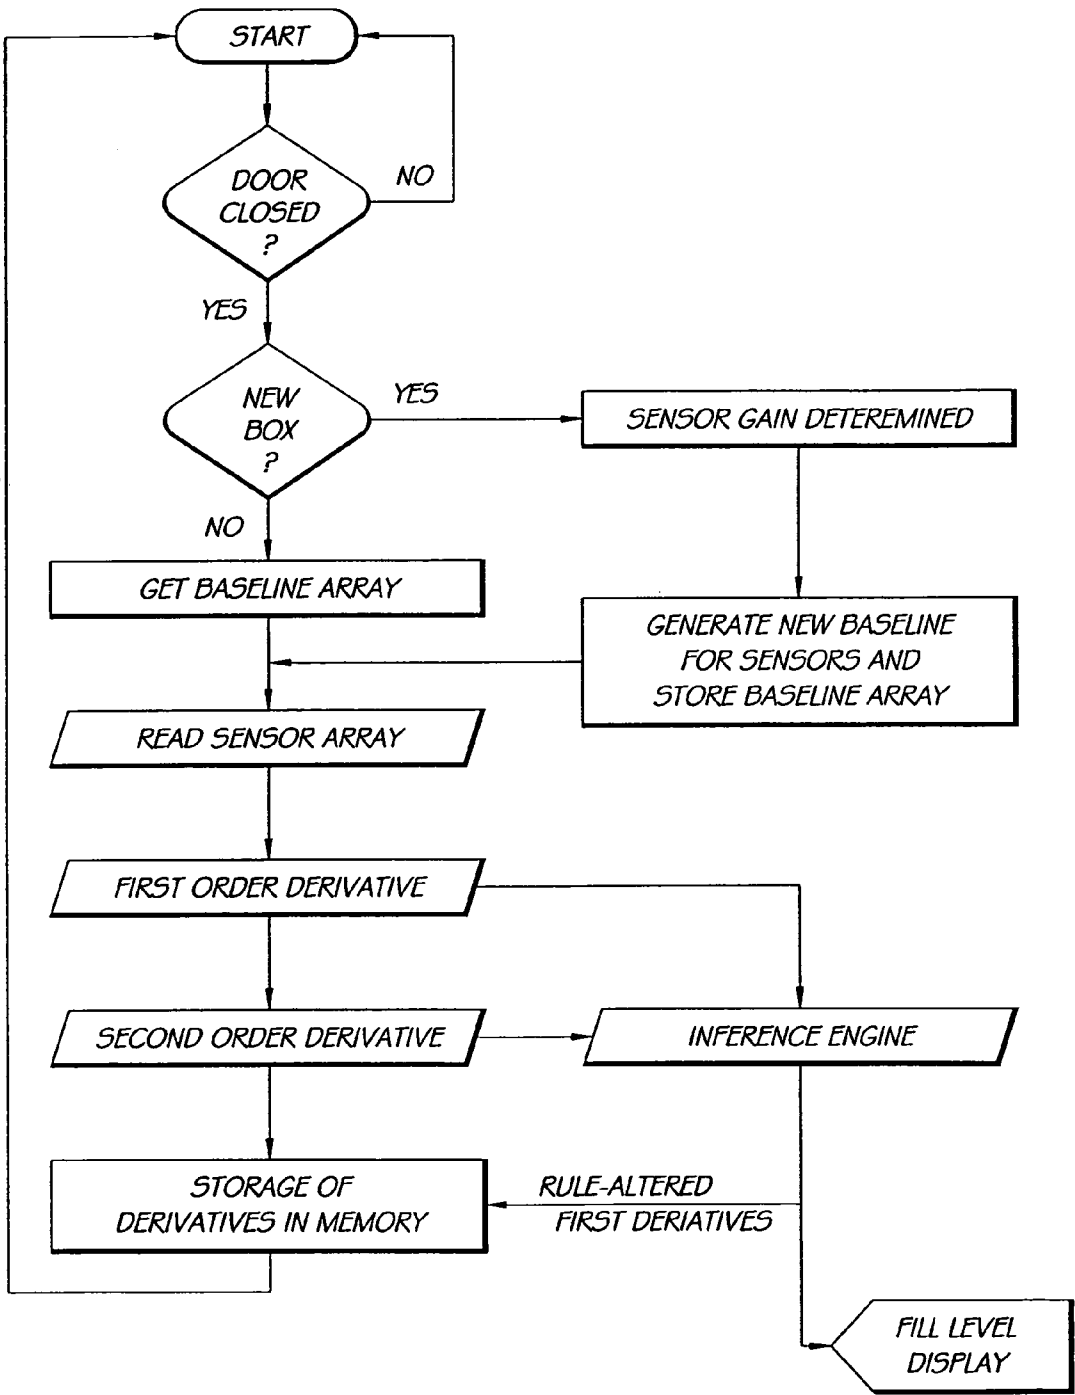 START
DOOR
CLOSED
?
NO
YES
NEW
BOX
?
YES
SENSOR GAIN DETEREMINED
NO
GET BASELINE ARRAY
GENERATE NEW BASELINE
FOR SENSORS AND
STORE BASELINE ARRAY
READ SENSOR ARRAY
FIRST ORDER DERIVATIVE
SECOND ORDER DERIVATIVE
INFERENCE ENGINE
STORAGE OF
DERIVATIVES IN MEMORY
RULE-ALTERED
FIRST DERIATIVES
FILL LEVEL
DISPLAY